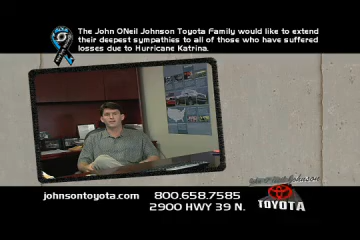 The John ONeil Johnson Toyota Family would like to extend
their deepest sympathies to all of those who have suffered
losses due to Hurricane Katrina.
Johnson
johnsontoyota.com 800.658.7585
2900 HWY 39 N. TOYOTA